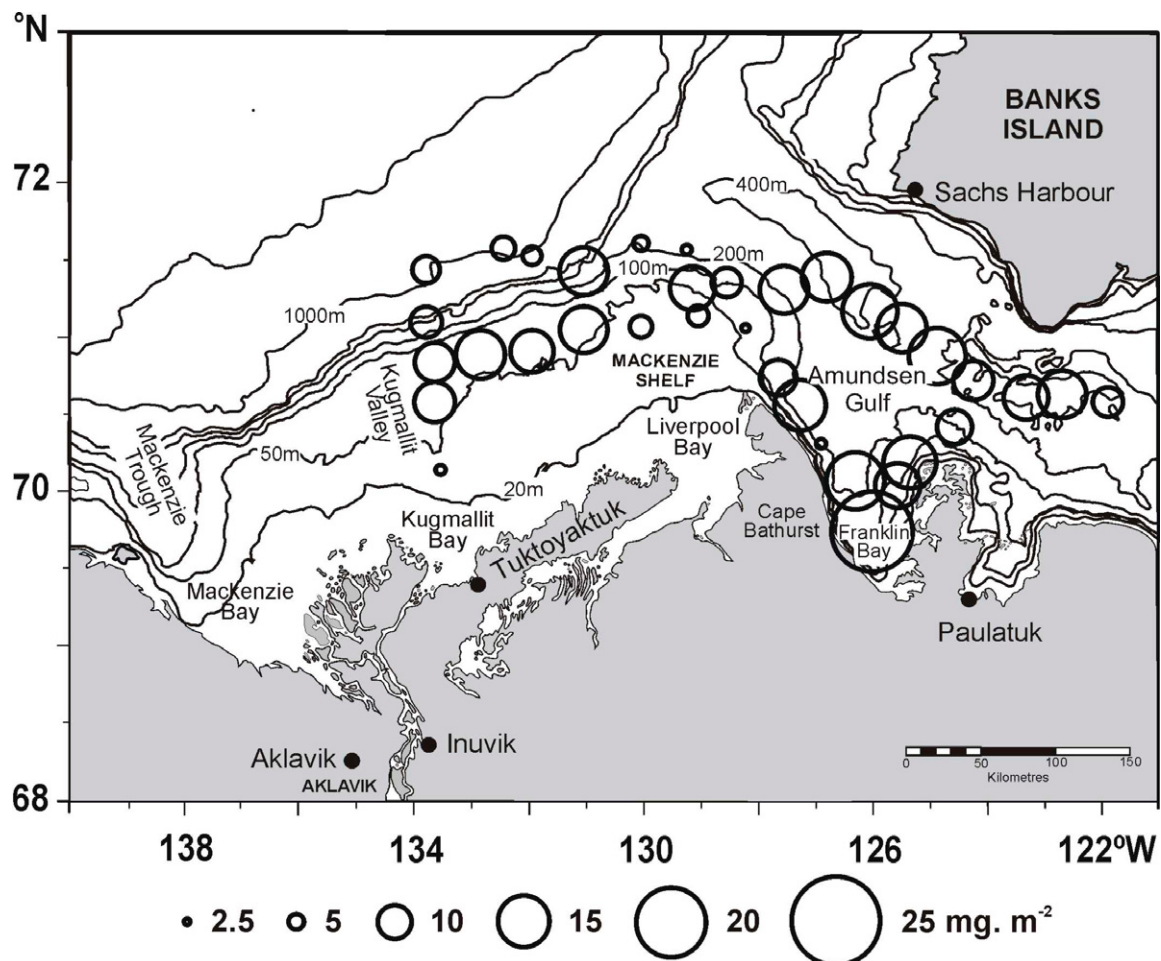 °N
BANKS
ISLAND
72
Sachs Harbour
400m
200m
100m
1000m
MACKENZIE
SHELF
Amundsen
Gulf
Kugmallit
Valley
Mackenzie
Trough
50m
Liverpool
Bay
70
20m
Kugmallit
Bay
Tuktoyaktuk
Cape
Bathurst
Franklin
Bay
Mackenzie
Bay
Paulatuk
Inuvik
Aklavik
AKLAVIK
0 50 100 150
Kilometres
68
138 134 130 126 122°W
2.5 5 10 15 20 25 mg. m-2